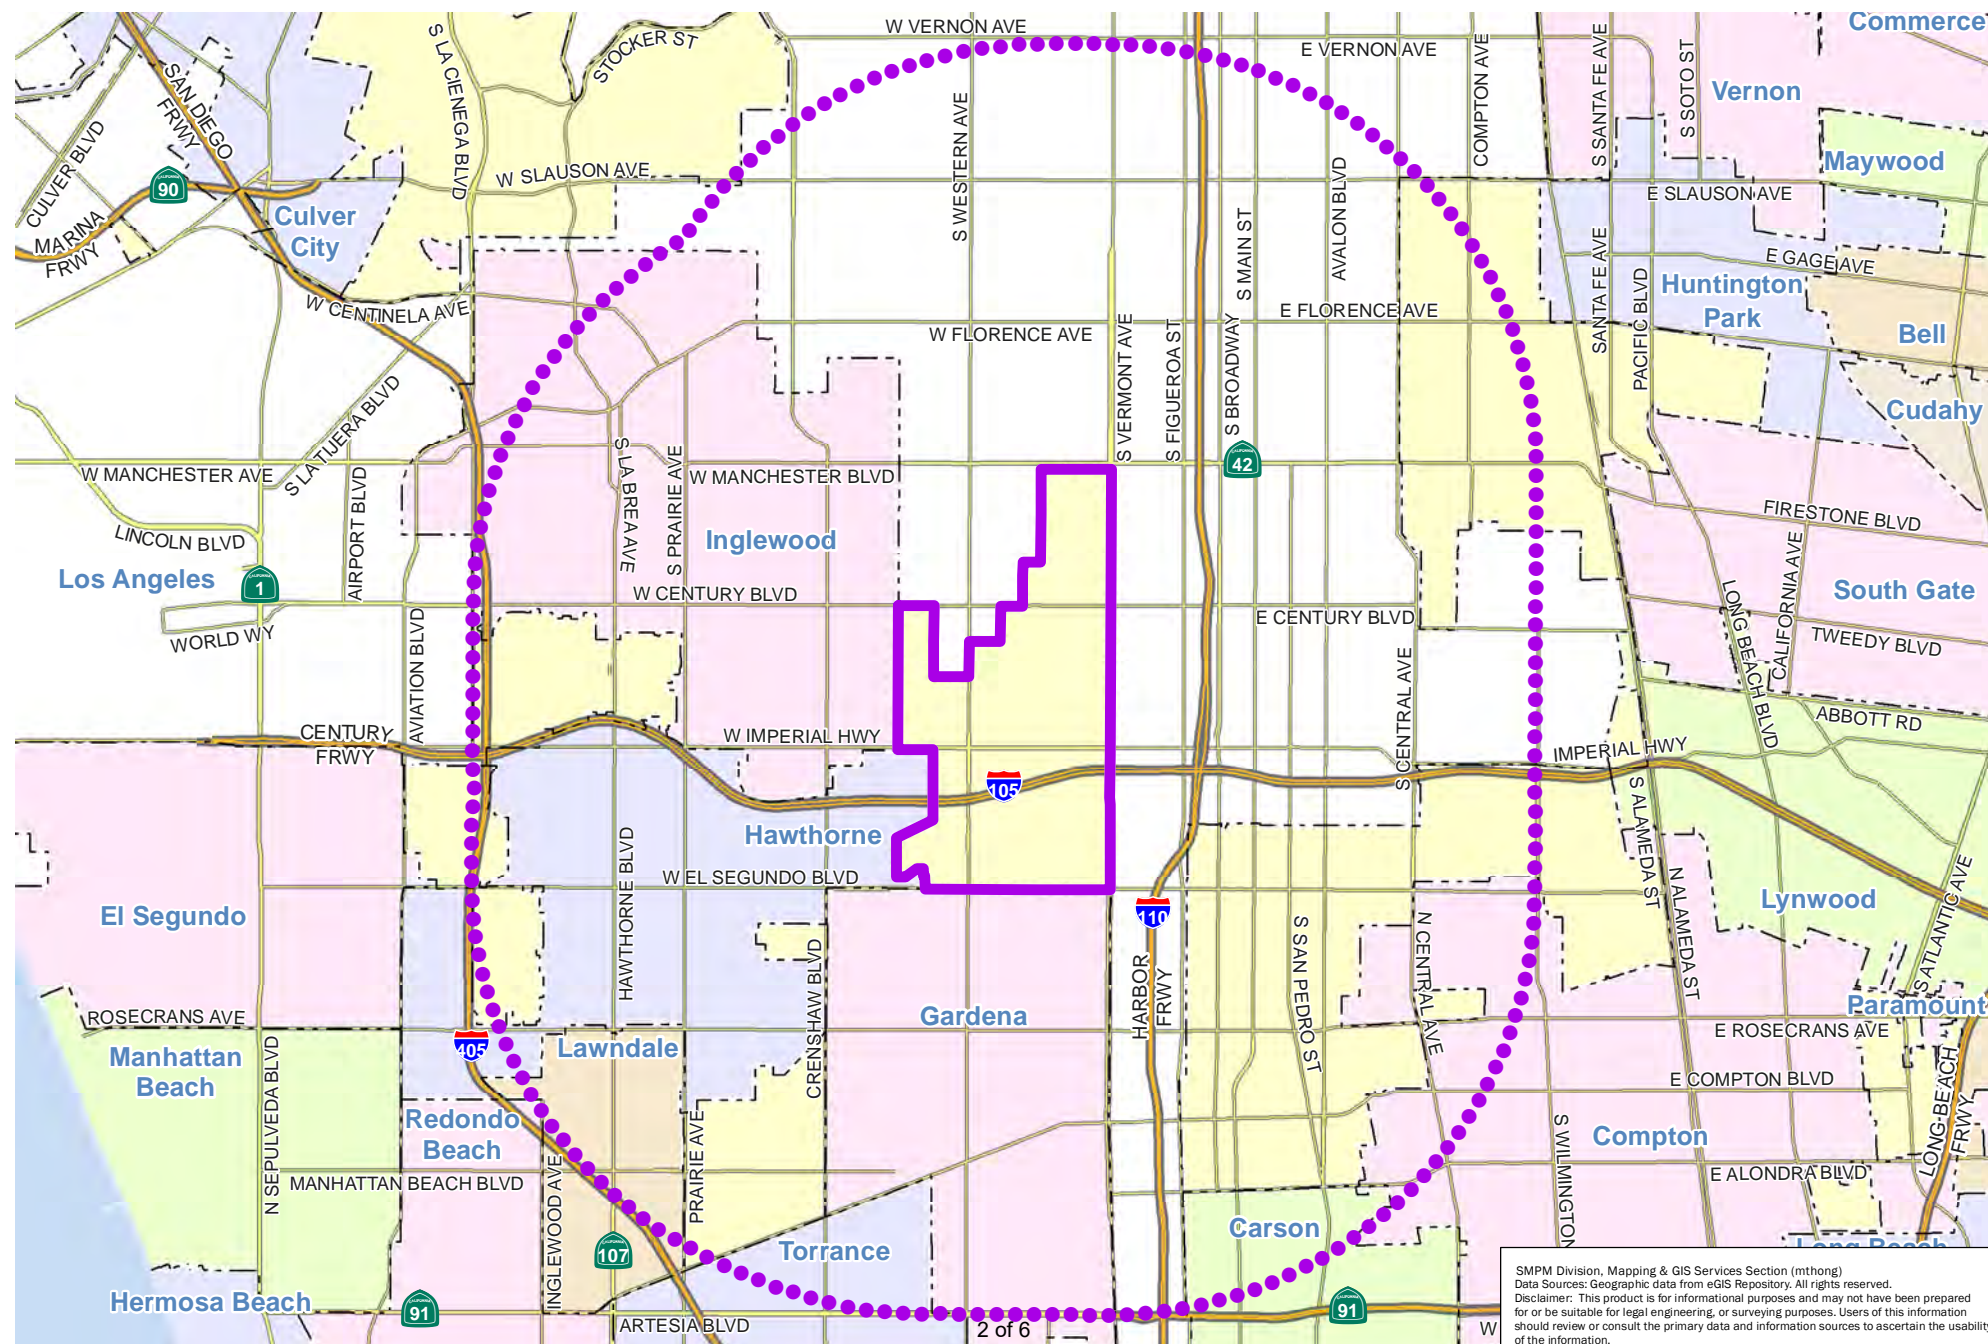 W VERNON AVE
E VERNON AVE
Commerce
STOCKER ST
S LA CIENEGA BLVD
SAN DIEGO
FRWY
COMPTON AVE
S SANTA FE AVE
S SOTO ST
Vernon
CULVER BLVD
90
W SLAUSON AVE
S WESTERN AVE
AVALON BLVD
S MAIN ST
Maywood
E SLAUSON AVE
MARINA
FRWY
Culver
City
W CENTINELA AVE
E GAGE AVE
SANTA FE AVE
PACIFIC BLVD
Huntington
Park
Bell
W FLORENCE AVE
E FLORENCE AVE
S VERMONT AVE
S FIGUEROA ST
S BROADWAY
Cudahy
S LA TIJERA BLVD
W MANCHESTER AVE
AIRPORT BLVD
S LA BREA AVE
S PRAIRIE AVE
W MANCHESTER BLVD
42
LINCOLN BLVD
Inglewood
FIRESTONE BLVD
Los Angeles
1
W CENTURY BLVD
E CENTURY BLVD
CALIFORNIA AVE
LONG BEACH BLVD
South Gate
WORLD WY
TWEEDY BLVD
AVIATION BLVD
S CENTRAL AVE
CENTURY
FRWY
W IMPERIAL HWY
IMPERIAL HWY
ABBOTT RD
105
S ALAMEDA ST
Hawthorne
HAWTHORNE BLVD
W EL SEGUNDO BLVD
El Segundo
110
Lynwood
N ALAMEDA ST
S ATLANTIC AVE
CRENSHAW BLVD
HARBOR
FRWY
S SAN PEDRO ST
N CENTRAL AVE
ROSECRANS AVE
Gardena
Paramount
E ROSECRANS AVE
405
Lawndale
Manhattan
Beach
N SEPULVEDA BLVD
E COMPTON BLVD
LONG BEACH
FRWY
Redondo
Beach
PRAIRIE AVE
S WILMINGTON
Compton
MANHATTAN BEACH BLVD
INGLEWOOD AVE
E ALONDRA BLVD
Torrance
Carson
107
Long Beach
Hermosa Beach
91
ARTESIA BLVD
91
W
2 of 6
SMPM Division, Mapping & GIS Services Section (mthong)
Data Sources: Geographic data from eGIS Repository. All rights reserved.
Disclaimer: This product is for informational purposes and may not have been prepared
for or be suitable for legal engineering, or surveying purposes. Users of this information
should review or consult the primary data and information sources to ascertain the usability
of the information.